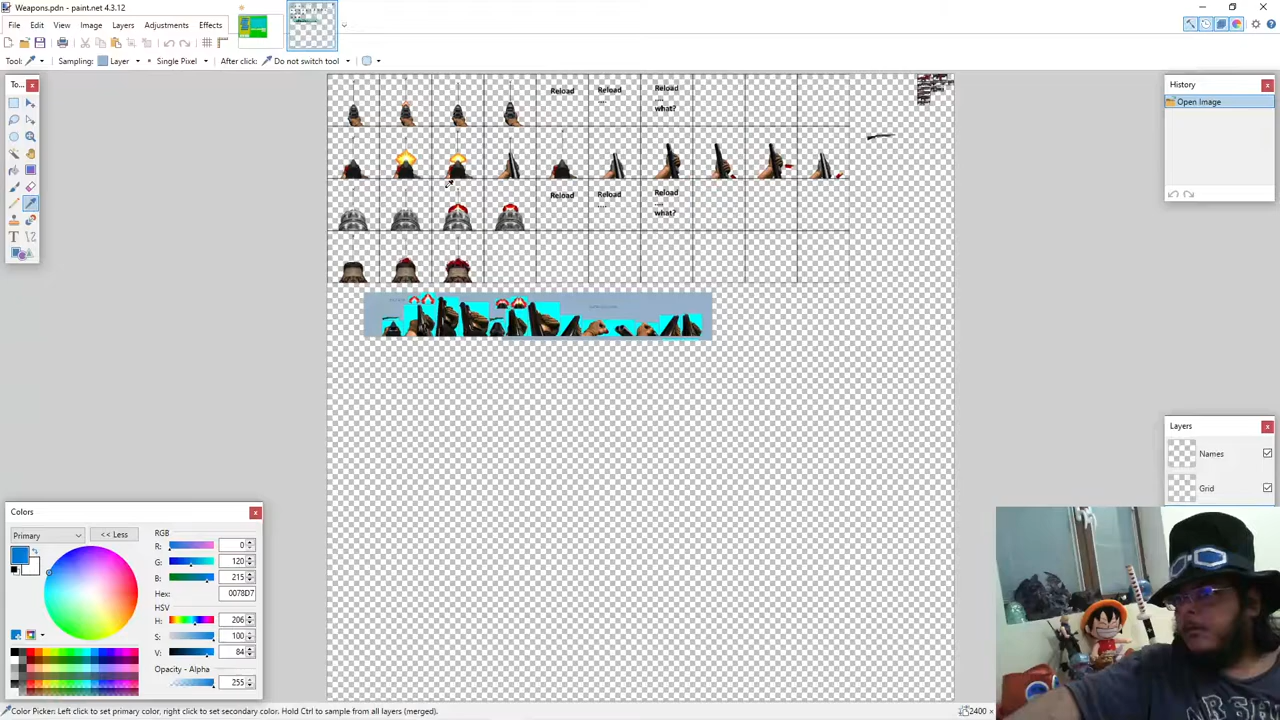 Weapons.pdn - paint.net 4.3.12
File Edit View Image Layers Adjustments Effects
Tool: Sampling: Layer Single Pixel After click: Do not switch tool
To... x
History x
Open Image
Reload Reload Reload
.... ....
what?
Reload Reload Reload
.... ....
what?
Layers x
Names
Grid
Colors x
Primary << Less
RGB
R: 0
G: 120
B: 215
Hex: 0078D7
HSV
H: 206
S: 100
V: 84
Opacity - Alpha
255
Color Picker: Left click to set primary color, right click to set secondary color. Hold Ctrl to sample from all layers (merged).
2400 ×